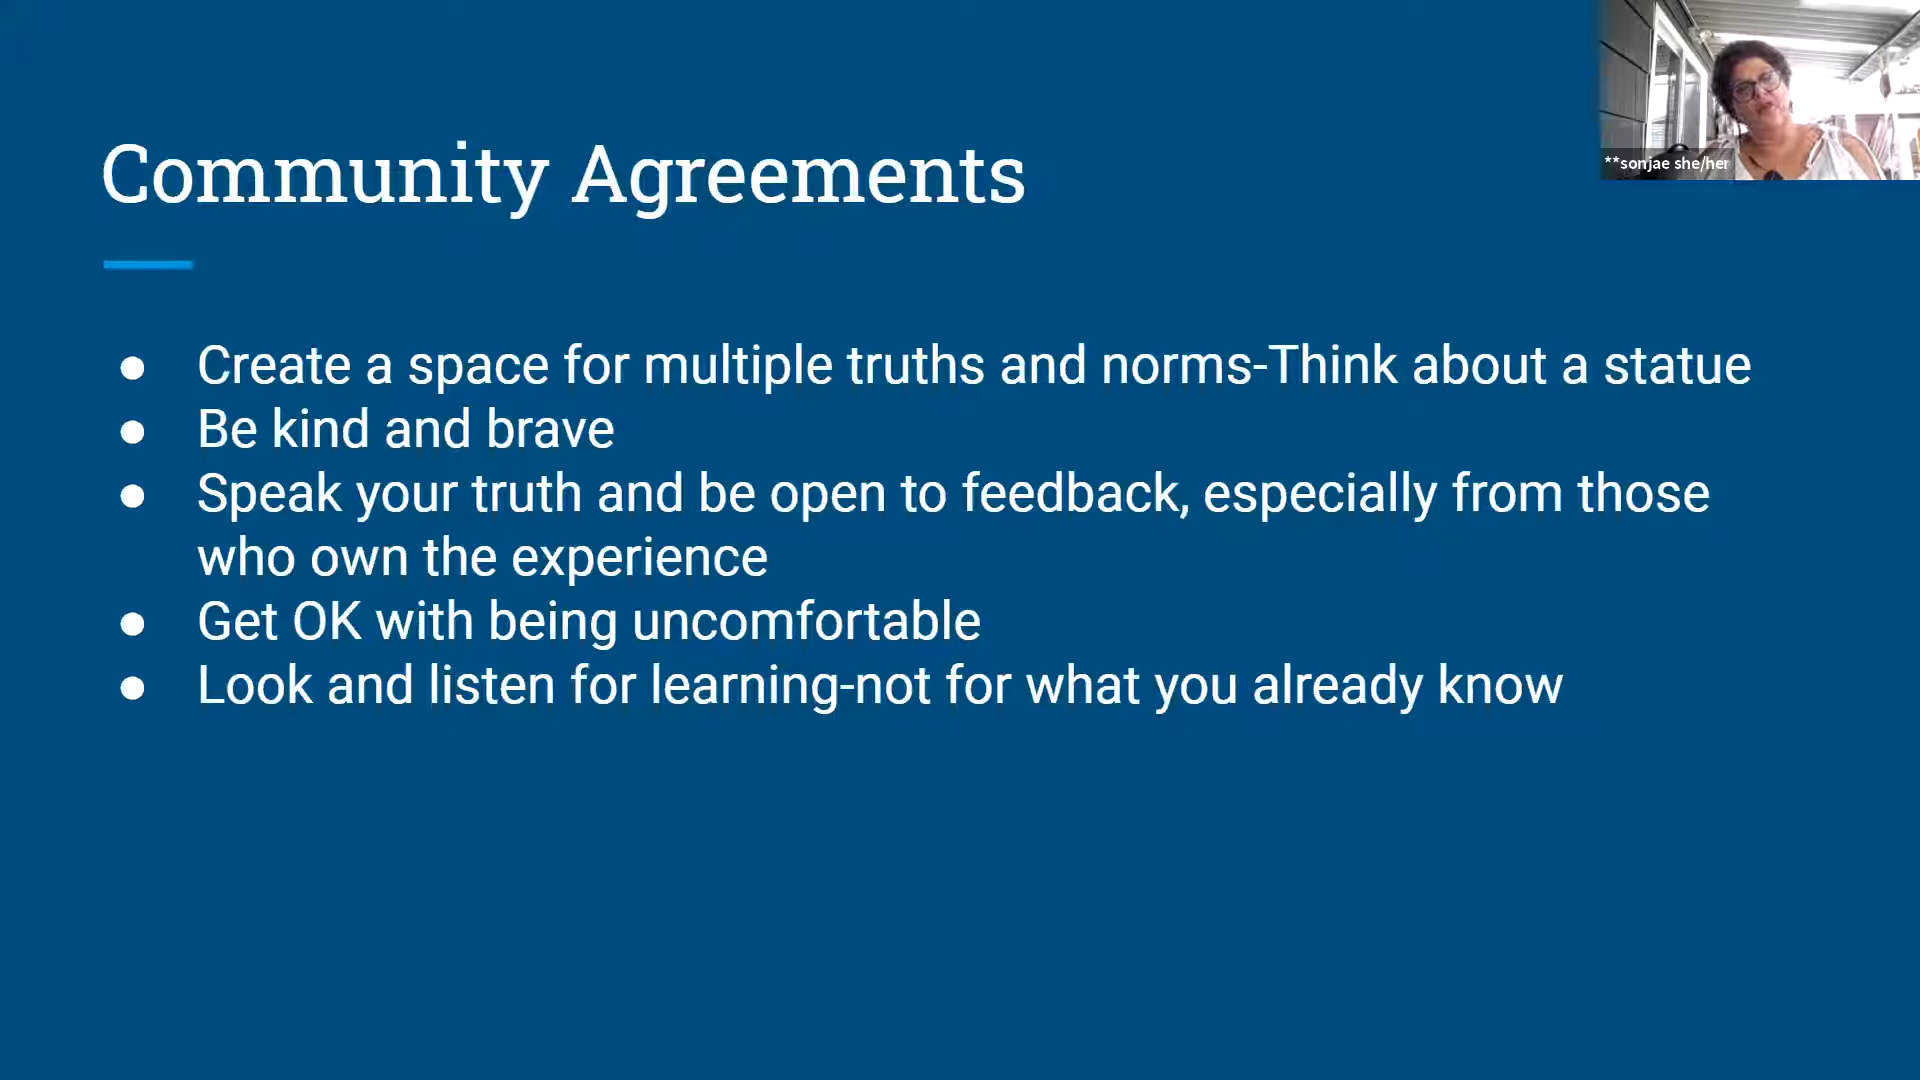 Community Agreements
**sonjae she/her
● Create a space for multiple truths and norms-Think about a statue
● Be kind and brave
● Speak your truth and be open to feedback, especially from those
who own the experience
● Get OK with being uncomfortable
● Look and listen for learning-not for what you already know